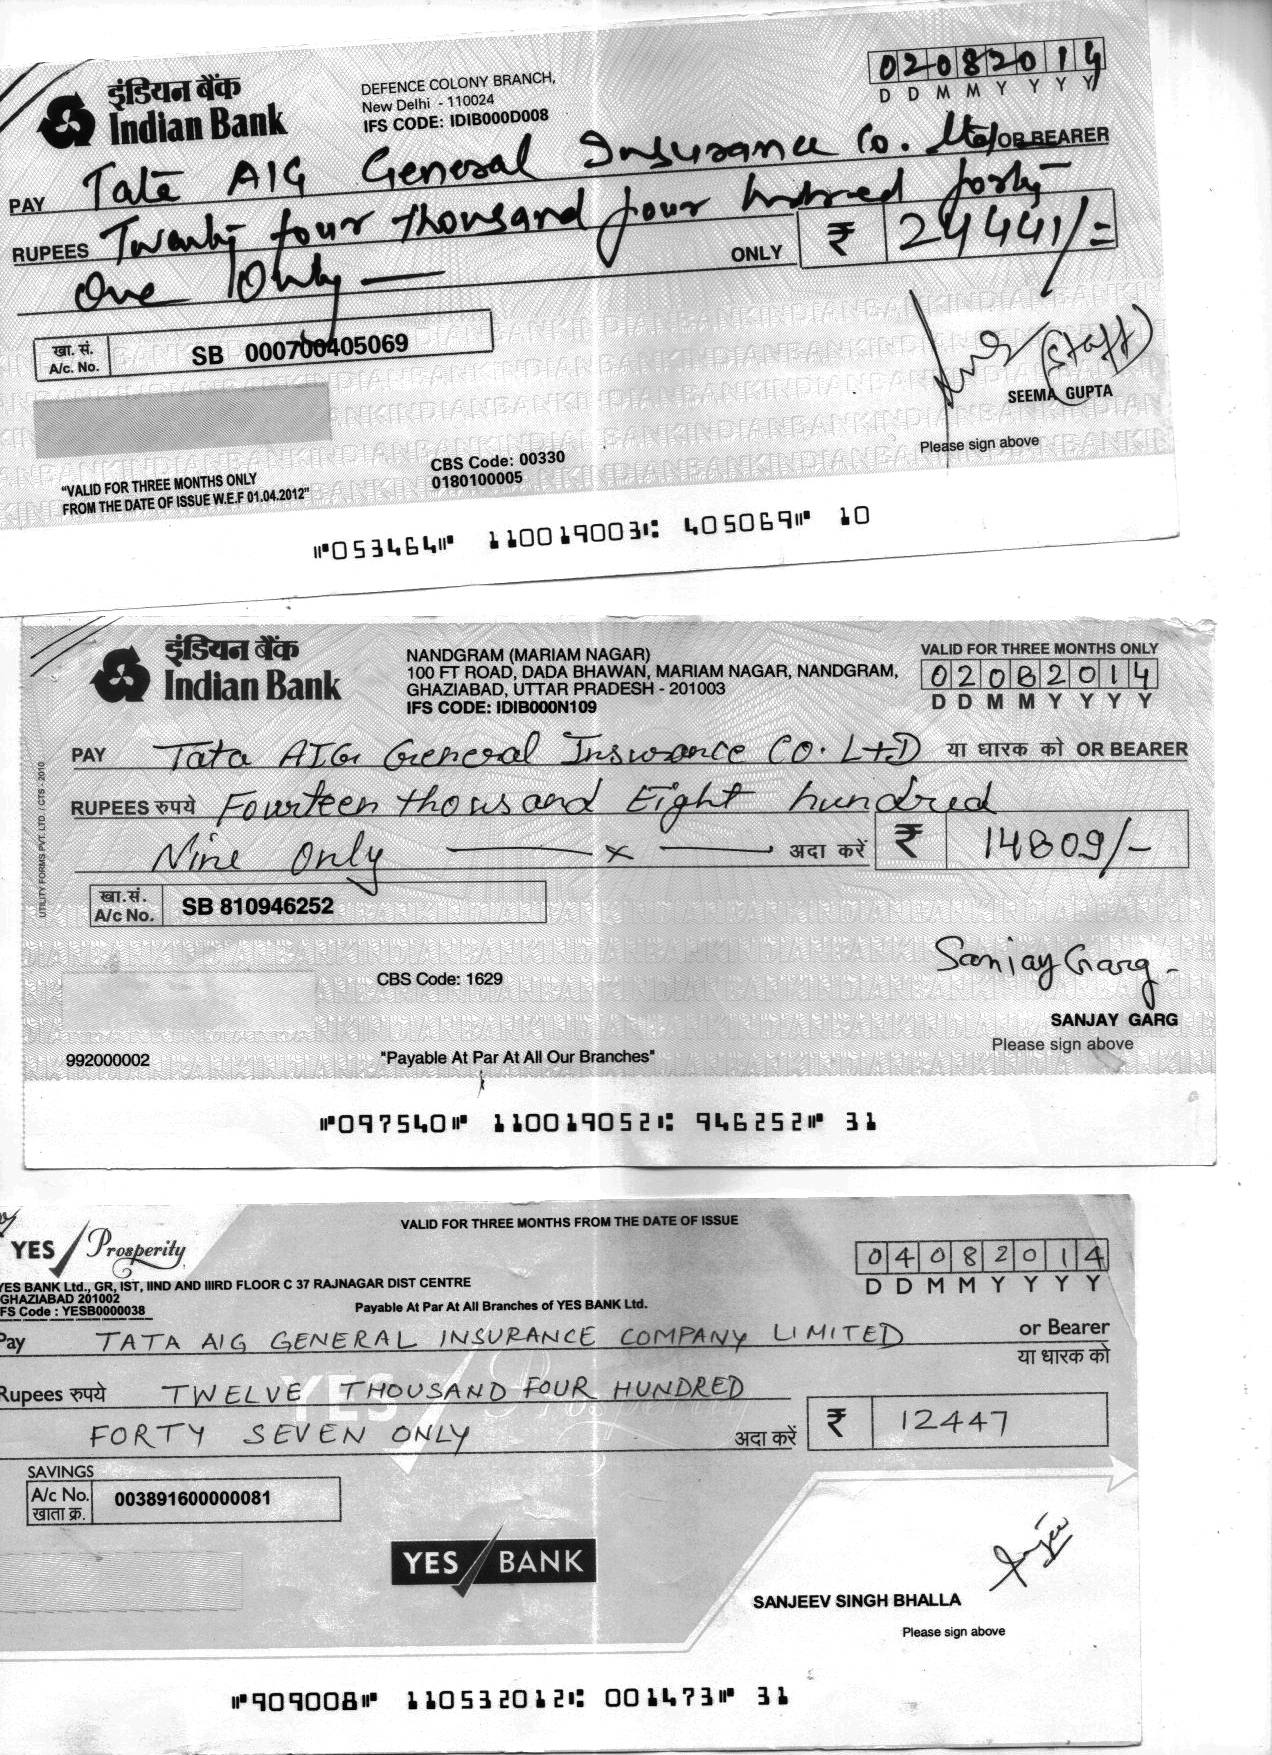 इंडियन बैंक
Indian Bank
DEFENCE COLONY BRANCH,
New Delhi - 110024
IFS CODE: IDIB000D008
02082014
D D M M Y Y Y Y
PAY Tata AIG General Insurance Co. Ltd OR BEARER
RUPEES Twenty four thousand four hundred forty
One Only ONLY ₹ 24441/=
खा. सं.
A/c. No. SB 000700405069
(Staff)
SEEMA GUPTA
Please sign above
CBS Code: 00330
0180100005
"VALID FOR THREE MONTHS ONLY
FROM THE DATE OF ISSUE W.E.F 01.04.2012"
⑈053464⑈ 110019003⑆ 405069⑈ 10
इंडियन बैंक
Indian Bank
NANDGRAM (MARIAM NAGAR)
100 FT ROAD, DADA BHAWAN, MARIAM NAGAR, NANDGRAM,
GHAZIABAD, UTTAR PRADESH - 201003
IFS CODE: IDIB000N109
VALID FOR THREE MONTHS ONLY
02082014
D D M M Y Y Y Y
PAY Tata AIG General Insurance CO. LTD या धारक को OR BEARER
RUPEES रुपये Fourteen thousand Eight hundred
Nine Only x अदा करें ₹ 14809/-
UTILITY FORMS PVT. LTD. / CTS - 2010
खा.सं.
A/c No. SB 810946252
CBS Code: 1629
Sanjay Garg
SANJAY GARG
Please sign above
992000002 "Payable At Par At All Our Branches"
⑈097540⑈ 110019052⑆ 946252⑈ 31
VALID FOR THREE MONTHS FROM THE DATE OF ISSUE
YES Prosperity
04082014
D D M M Y Y Y Y
YES BANK Ltd., GR, IST, IIND AND IIIRD FLOOR C 37 RAJNAGAR DIST CENTRE
GHAZIABAD 201002
IFS Code : YESB0000038 Payable At Par At All Branches of YES BANK Ltd.
Pay TATA AIG GENERAL INSURANCE COMPANY LIMITED or Bearer
या धारक को
Rupees रुपये TWELVE THOUSAND FOUR HUNDRED
FORTY SEVEN ONLY अदा करें ₹ 12447
SAVINGS
A/c No.
खाता क्र. 003891600000081
YES BANK
SANJEEV SINGH BHALLA
Please sign above
⑈909008⑈ 110532012⑆ 001473⑈ 31